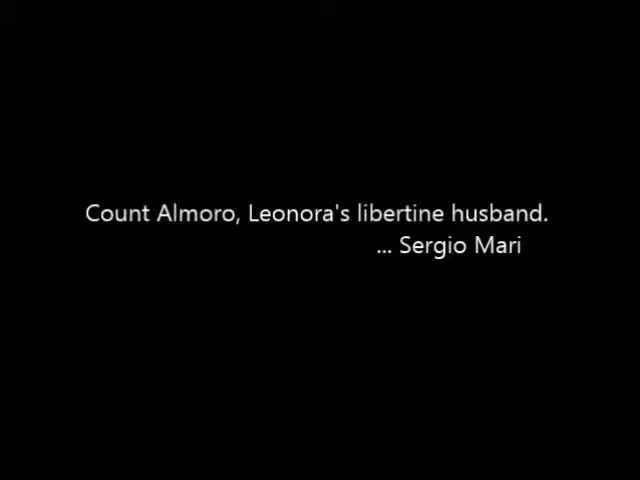 Count Almoro, Leonora's libertine husband.
... Sergio Mari